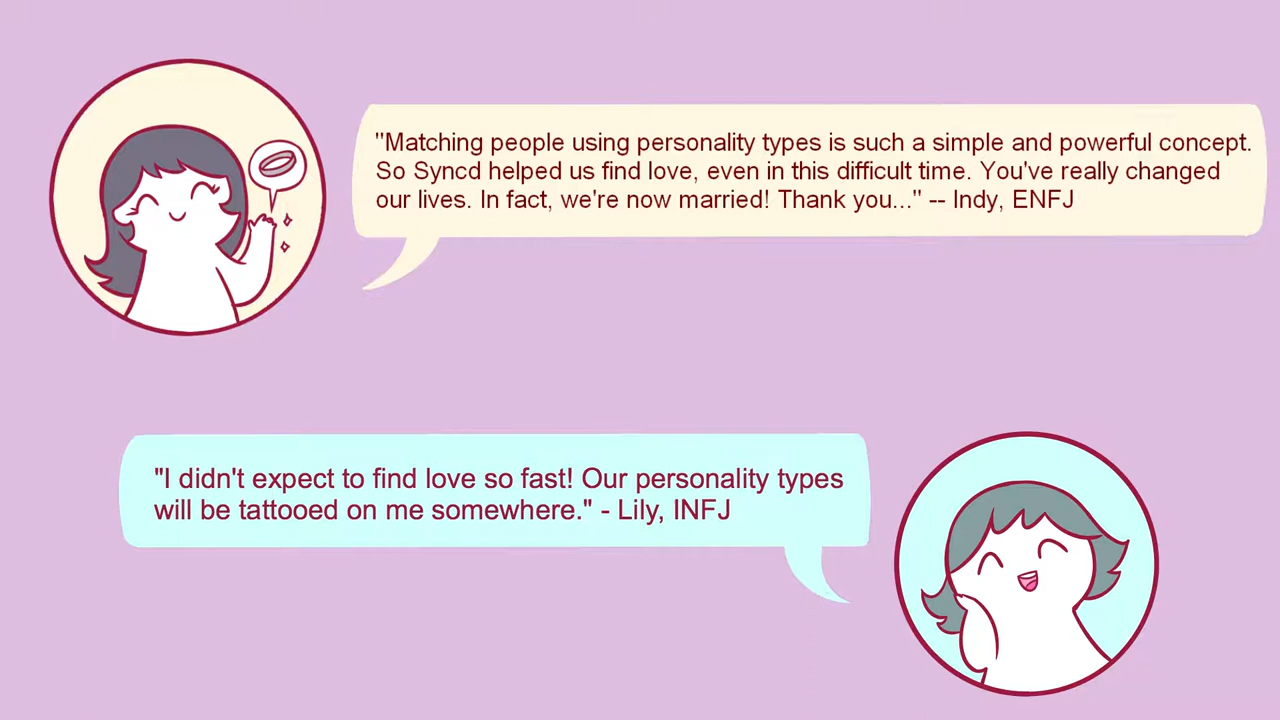 "Matching people using personality types is such a simple and powerful concept.
So Syncd helped us find love, even in this difficult time. You've really changed
our lives. In fact, we're now married! Thank you..." -- Indy, ENFJ
"I didn't expect to find love so fast! Our personality types
will be tattooed on me somewhere." - Lily, INFJ